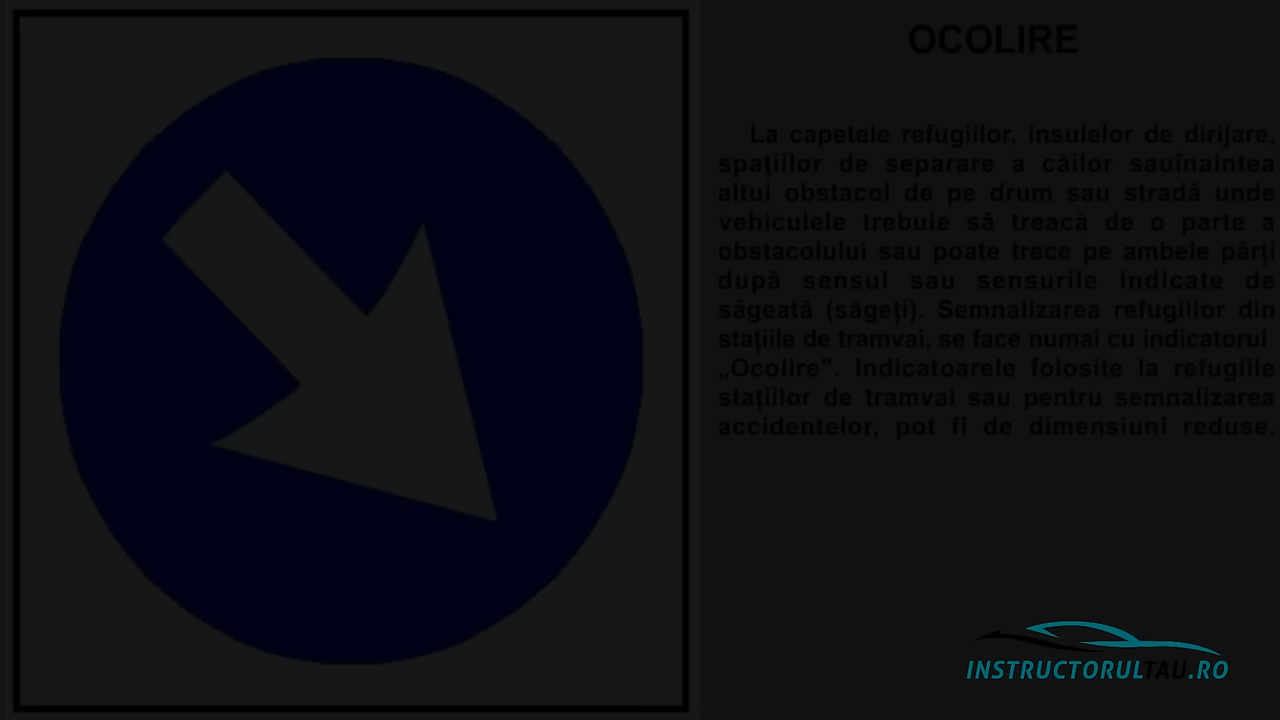 OCOLIRE
La capetele refugiilor, insulelor de dirijare,
spațiilor de separare a căilor sauînaintea
altui obstacol de pe drum sau stradă unde
vehiculele trebuie să treacă de o parte a
obstacolului sau poate trece pe ambele părți
după sensul sau sensurile indicate de
săgeată (săgeți). Semnalizarea refugiilor din
stațiile de tramvai, se face numai cu indicatorul
„Ocolire”. Indicatoarele folosite la refugiile
stațiilor de tramvai sau pentru semnalizarea
accidentelor, pot fi de dimensiuni reduse.
INSTRUCTORULTAU.RO